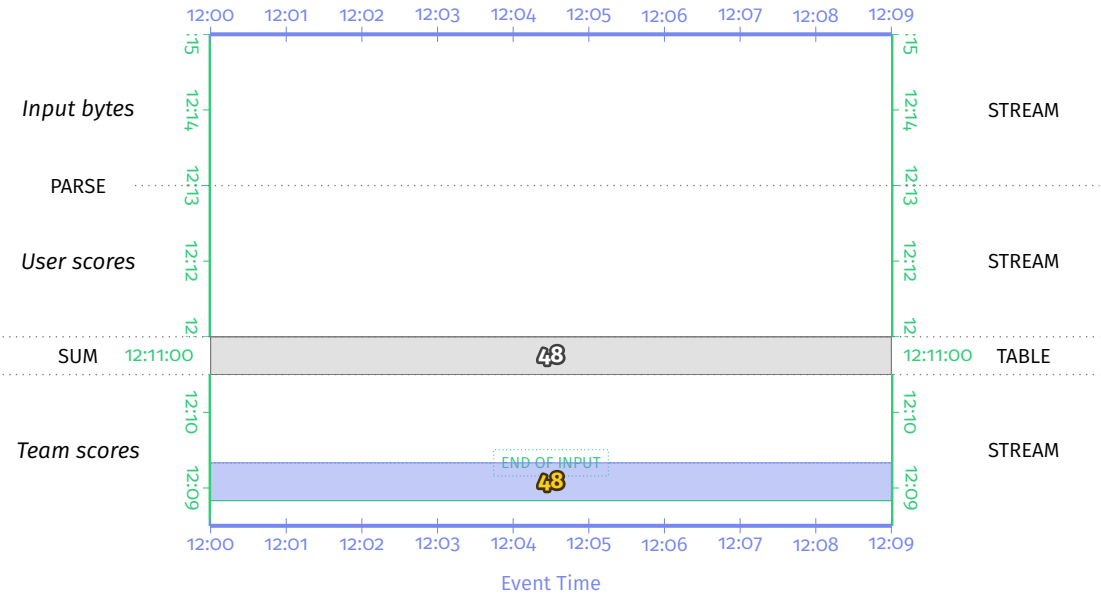 12:00 12:01 12:02 12:03 12:04 12:05 12:06 12:07 12:08 12:09
:15 :15
Input bytes 12:14 12:14 STREAM
PARSE 12:13 12:13
User scores 12:12 12:12 STREAM
12 12
SUM 12:11:00 48 12:11:00 TABLE
12:10 12:10
Team scores STREAM
END OF INPUT
48
12:09 12:09
12:00 12:01 12:02 12:03 12:04 12:05 12:06 12:07 12:08 12:09
Event Time